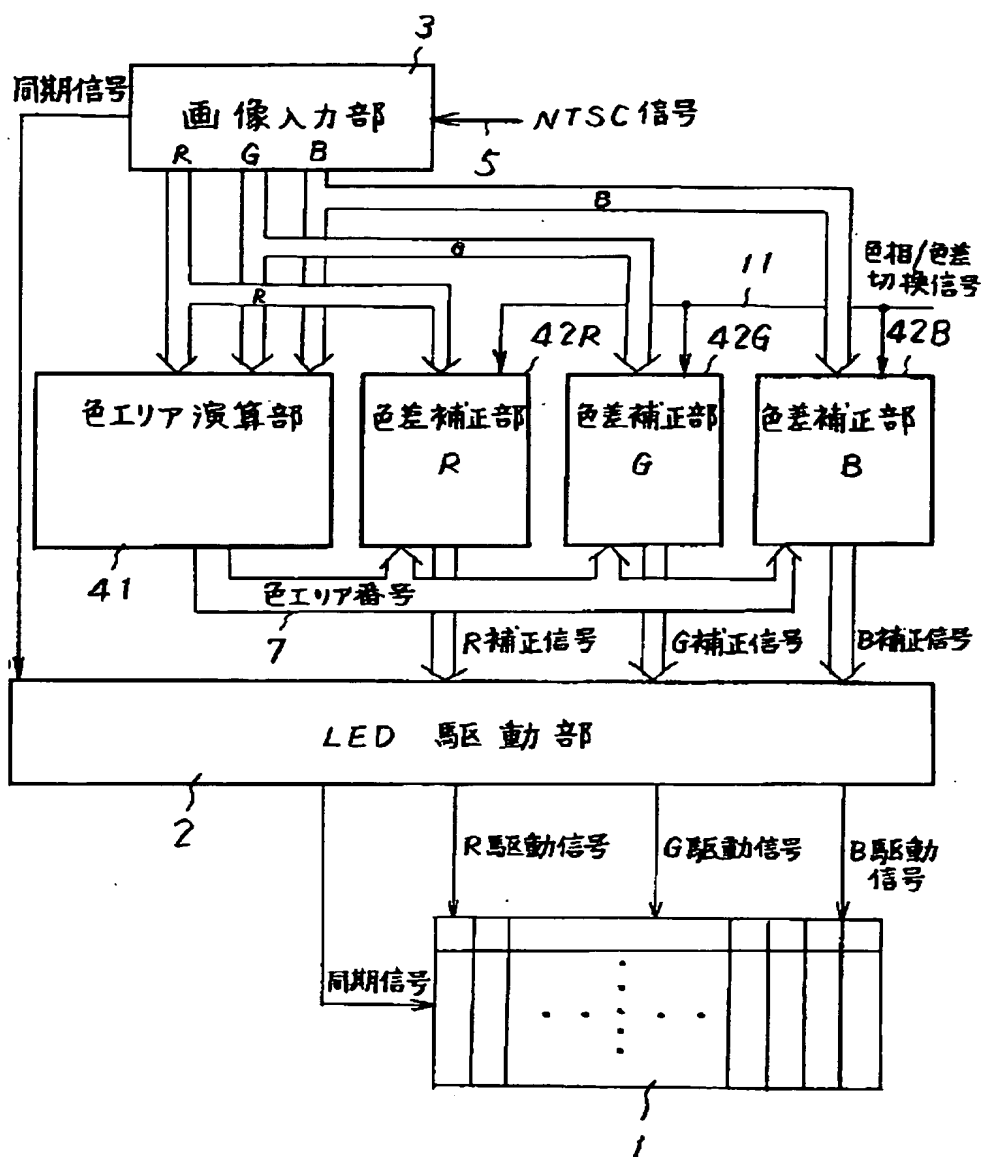 3
同期信号
画像入力部
NTSC信号
R G B
5
B
G
R
11
色相/色差
切換信号
42R
42G
42B
色エリア演算部
色差補正部
R
色差補正部
G
色差補正部
B
41
色エリア番号
7
R補正信号
G補正信号
B補正信号
LED 駆動部
2
R駆動信号
G駆動信号
B駆動
信号
同期信号
1